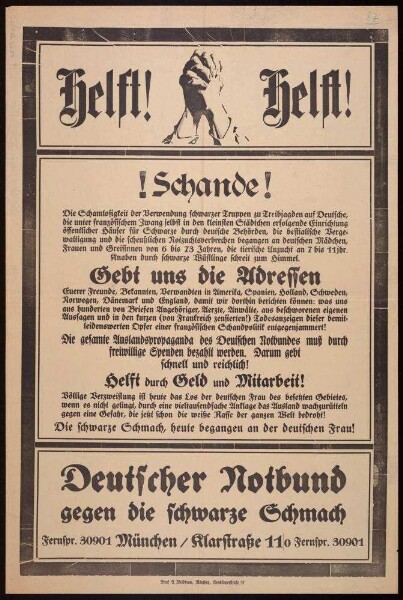 Helft!
Helft!
! Schande !
Die Schamlosigkeit der Verwendung schwarzer Truppen zu Treibjagden auf Deutsche,
die unter französischem Zwang selbst in den kleinsten Städtchen erfolgende Einrichtung
öffentlicher Häuser für Schwarze durch deutsche Behörden, die bestialische Verge-
waltigung und die scheußlichen Notzuchtsverbrechen begangen an deutschen Mädchen,
Frauen und Greisinnen von 6 bis 73 Jahren, die tierische Unzucht an 7 bis 11jhr.
Knaben durch schwarze Wüstlinge schreit zum Himmel.
Gebt uns die Adressen
Euerer Freunde, Bekannten, Verwandten in Amerika, Spanien, Holland, Schweden,
Norwegen, Dänemark und England, damit wir dorthin berichten können: was uns
aus hunderten von Briefen Angehöriger, Aerzte, Anwälte, aus beschworenen eigenen
Aussagen und in den kurzen (von Frankreich zensierten) Todesanzeigen dieser bemit-
leidenswerten Opfer einer französischen Schandpolitik entgegenjammert!
Die gesamte Auslandspropaganda des Deutschen Notbundes muß durch
freiwillige Spenden bezahlt werden. Darum gebt
schnell und reichlich!
Helft durch Geld und Mitarbeit!
Völlige Verzweiflung ist heute das Los der deutschen Frau des besetzten Gebietes,
wenn es nicht gelingt, durch eine vieltausendfache Anklage das Ausland wachzurütteln
gegen eine Gefahr, die jetzt schon die weiße Rasse der ganzen Welt bedroht!
Die schwarze Schmach, heute begangen an der deutschen Frau!
Deutscher Notbund
gegen die schwarze Schmach
Fernspr. 30901 München / Klarstraße 11o Fernspr. 30901